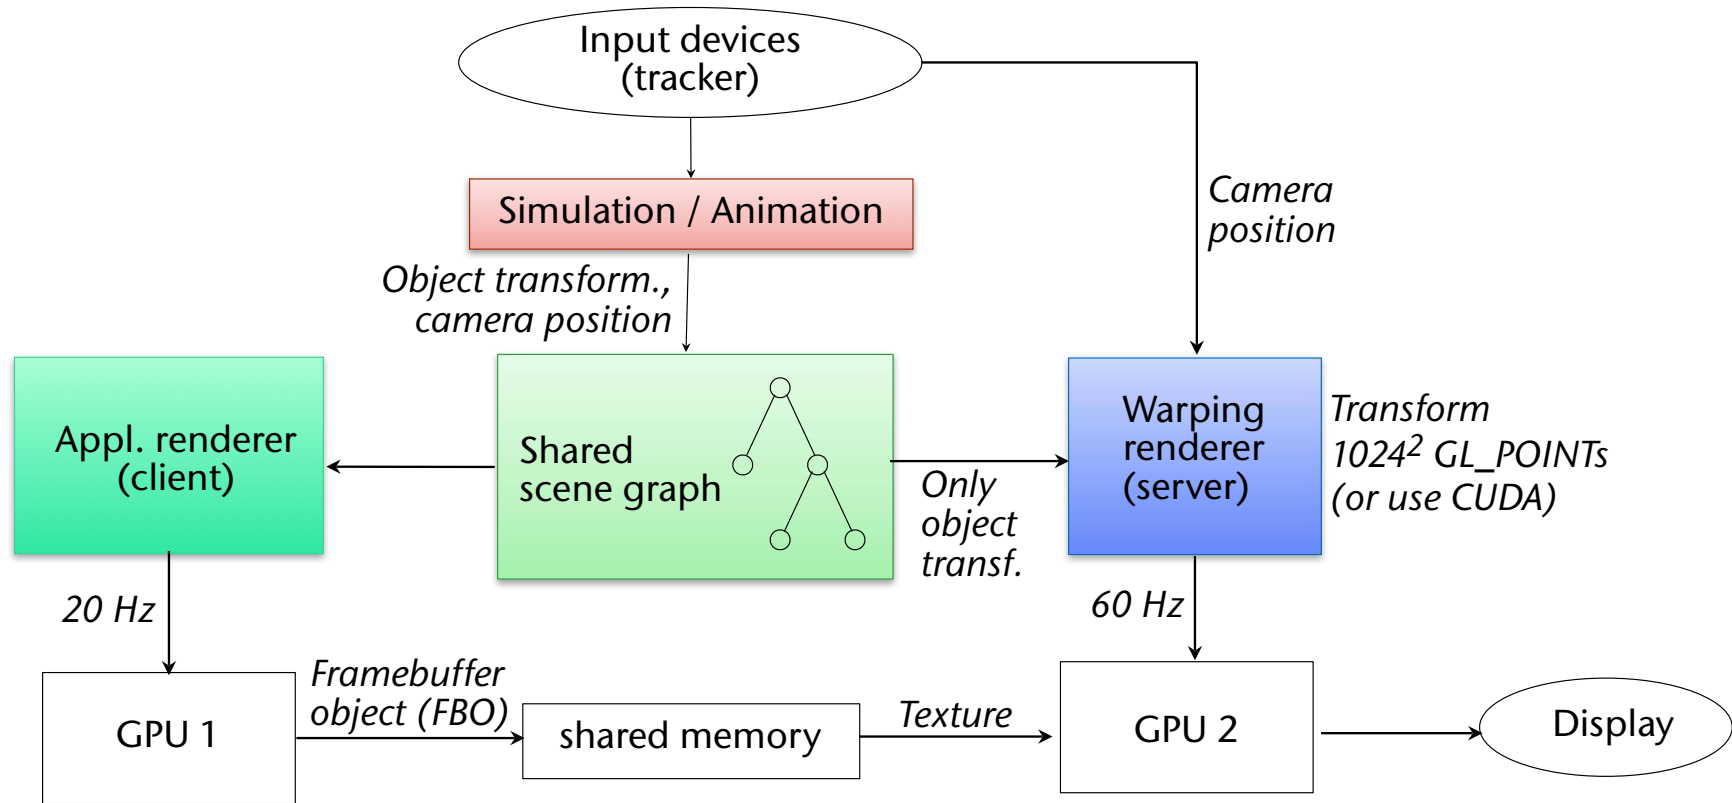 Input devices
(tracker)
Simulation / Animation
Camera
position
Object transform.,
camera position
Appl. renderer
(client)
Shared
scene graph
Only
object
transf.
Warping
renderer
(server)
Transform
1024² GL_POINTs
(or use CUDA)
20 Hz
60 Hz
GPU 1
Framebuffer
object (FBO)
shared memory
Texture
GPU 2
Display